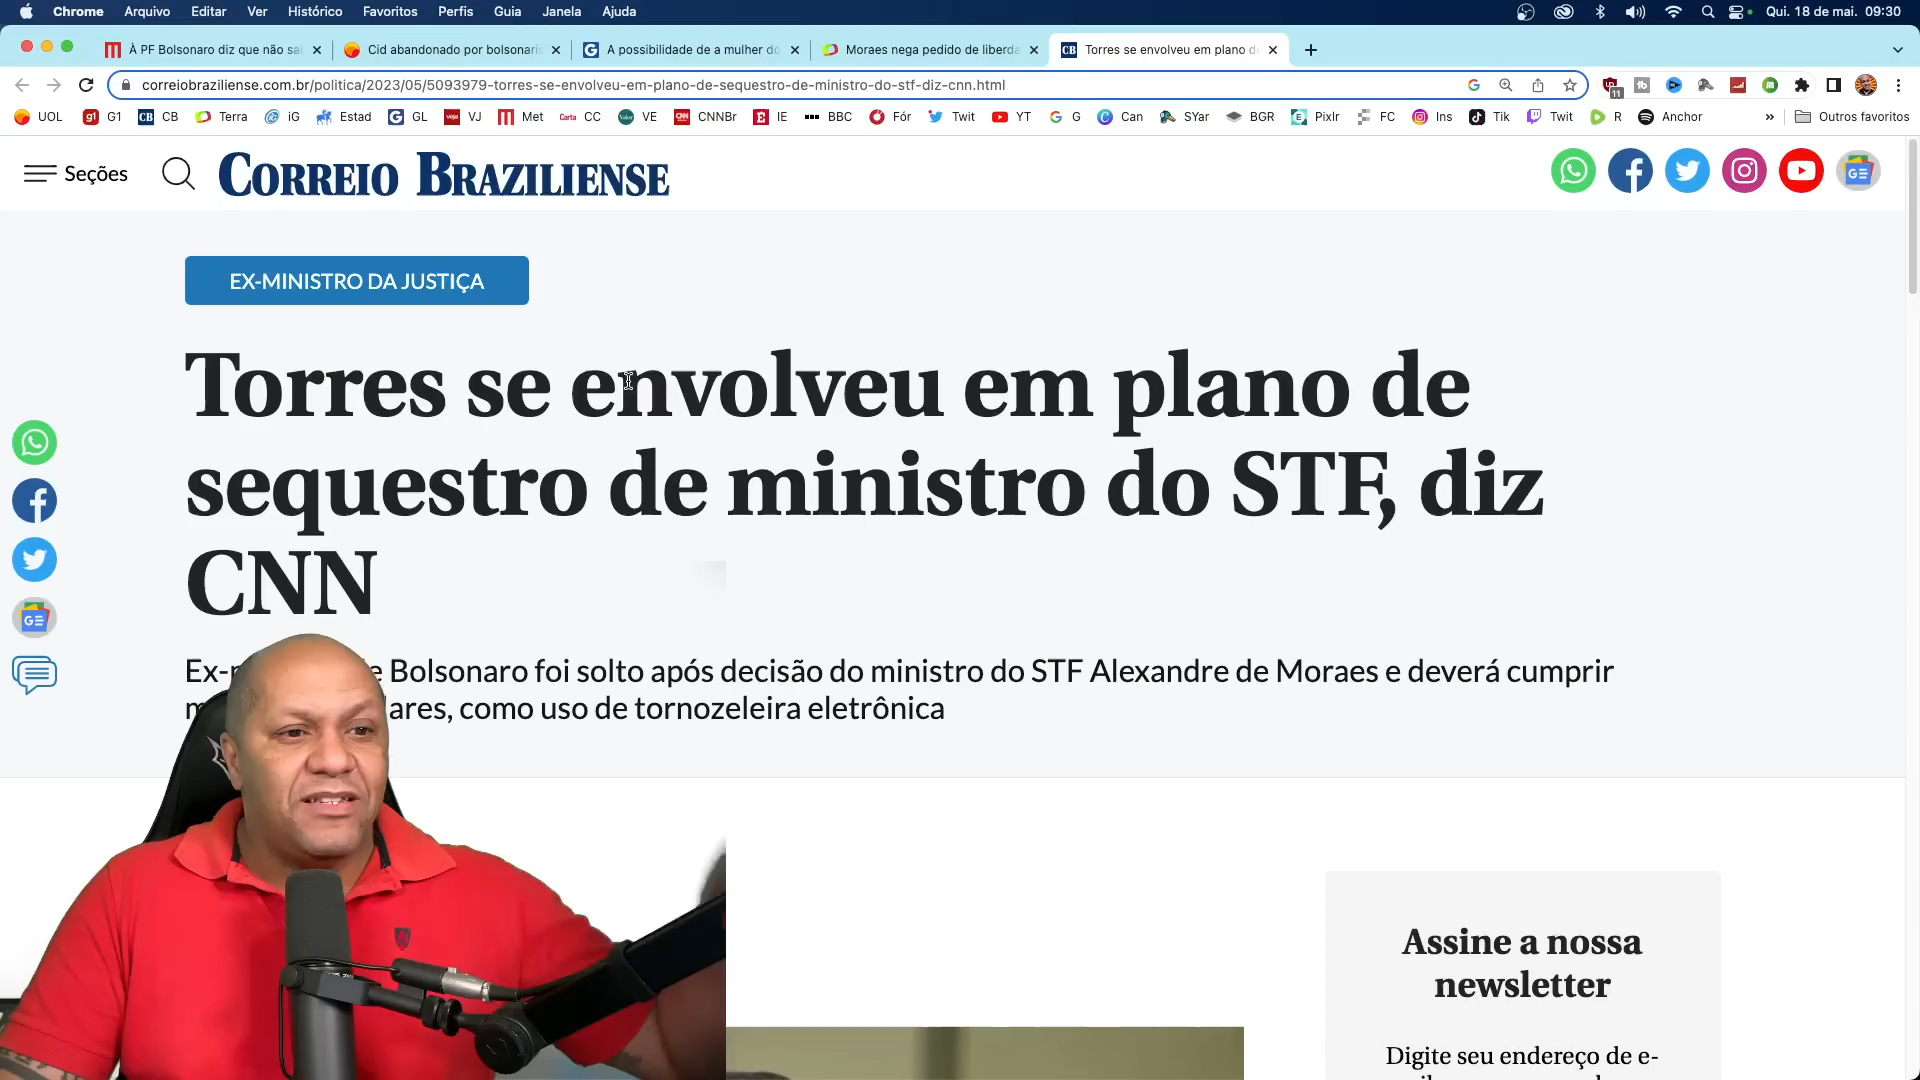 Chrome Arquivo Editar Ver Histórico Favoritos Perfis Guia Janela Ajuda Qui. 18 de mai. 09:30
À PF Bolsonaro diz que não sai Cid abandonado por bolsonaris A possibilidade de a mulher do Moraes nega pedido de liberda Torres se envolveu em plano d
correiobraziliense.com.br/politica/2023/05/5093979-torres-se-envolveu-em-plano-de-sequestro-de-ministro-do-stf-diz-cnn.html
11
UOL G1 CB Terra iG Estad GL VJ Met CC VE CNNBr IE BBC Fór Twit YT G Can SYar BGR Pixlr FC Ins Tik Twit R Anchor » Outros favoritos
Seções CORREIO BRAZILIENSE
EX-MINISTRO DA JUSTIÇA
Torres se envolveu em plano de
sequestro de ministro do STF, diz
CNN
Bolsonaro foi solto após decisão do ministro do STF Alexandre de Moraes e deverá cumprir
ares, como uso de tornozeleira eletrônica
Assine a nossa
newsletter
Digite seu endereço de e-